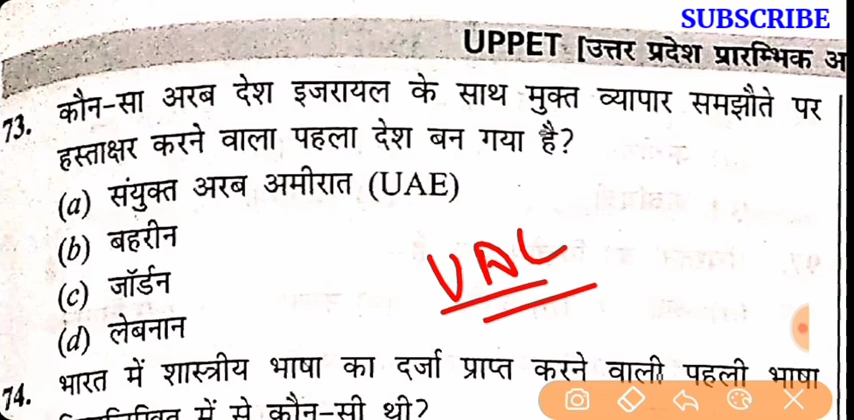 SUBSCRIBE
UPPET [उत्तर प्रदेश प्रारम्भिक
73. कौन-सा अरब देश इजरायल के साथ मुक्त व्यापार समझौते पर
हस्ताक्षर करने वाला पहला देश बन गया है?
(a) संयुक्त अरब अमीरात (UAE)
(b) बहरीन
(c) जॉर्डन
(d) लेबनान
74. भारत में शास्त्रीय भाषा का दर्जा प्राप्त करने वाली पहली भाषा
में से कौन-सी थी?